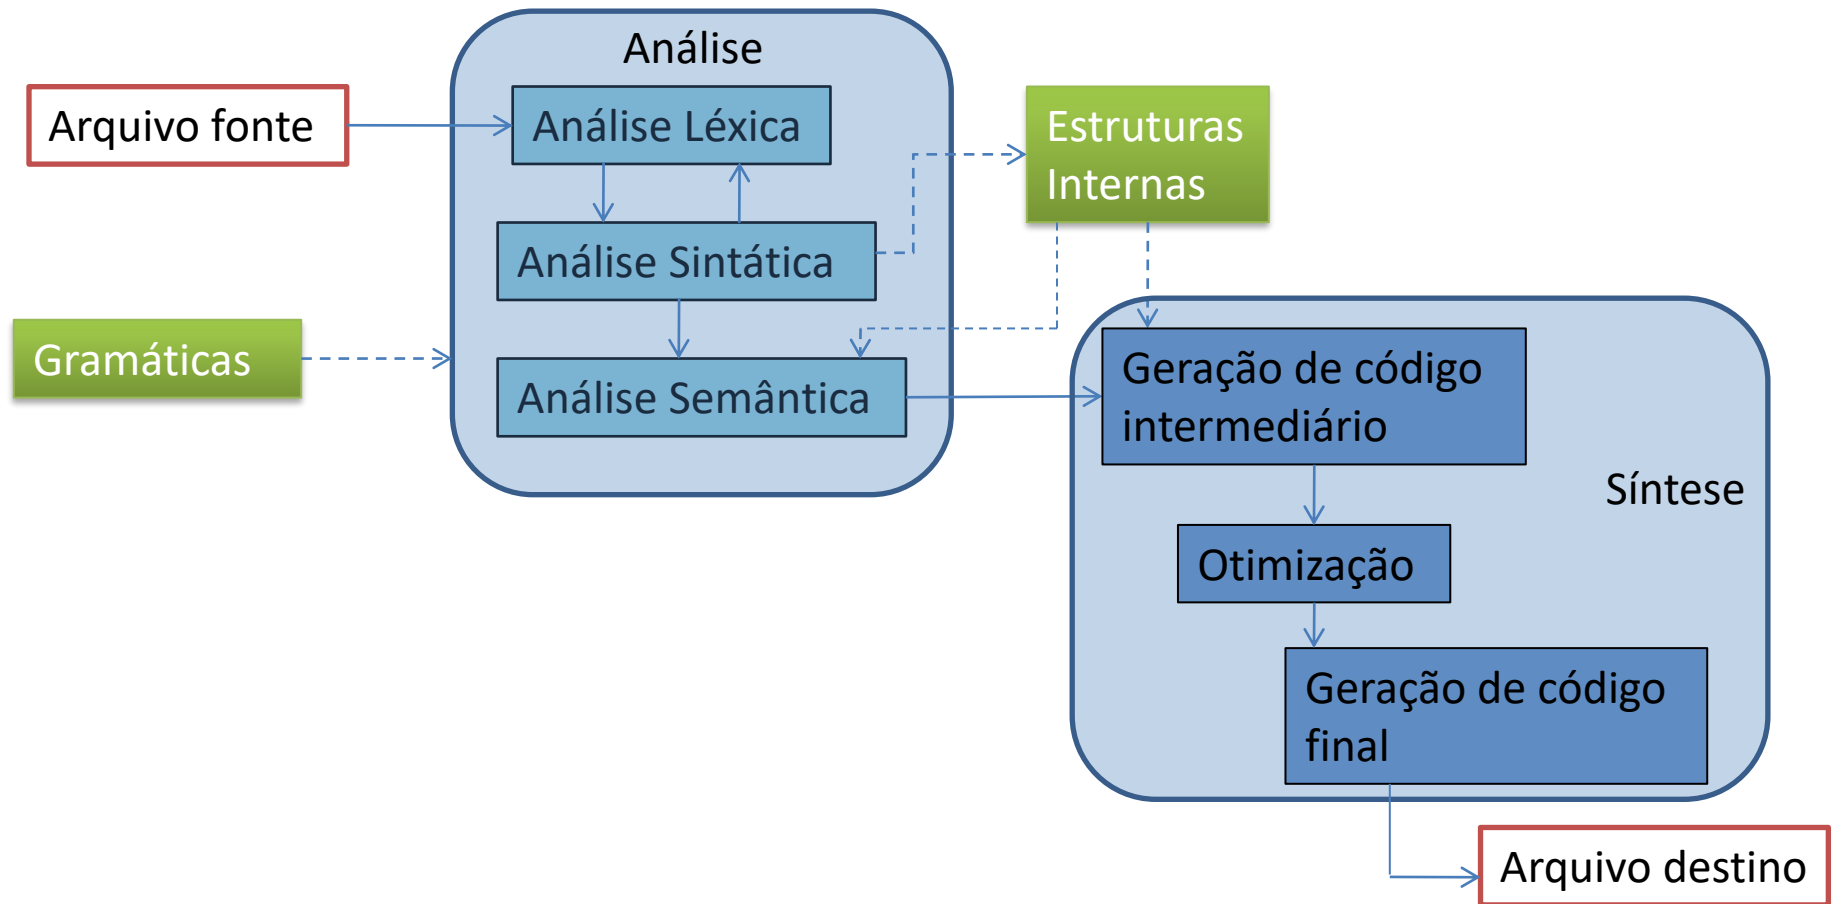 Análise
Arquivo fonte
Análise Léxica
Estruturas
Internas
Análise Sintática
Gramáticas
Análise Semântica
Geração de código
intermediário
Síntese
Otimização
Geração de código
final
Arquivo destino